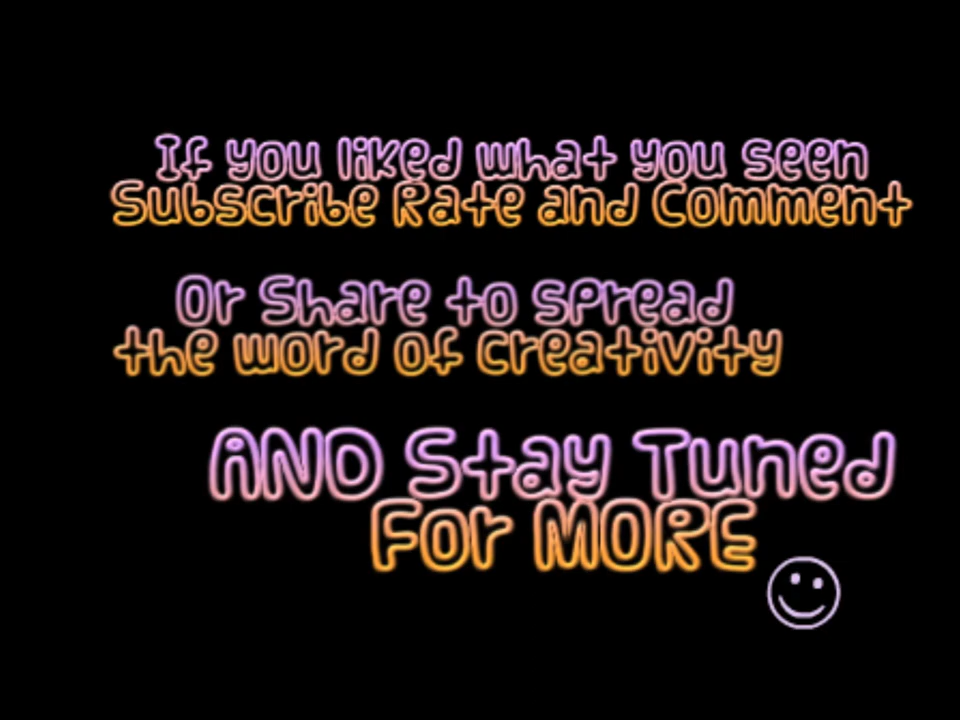 If you liked what you seen
Subscribe Rate and Comment
Or Share to spread
the word of creativity
AND Stay Tuned
For MORE